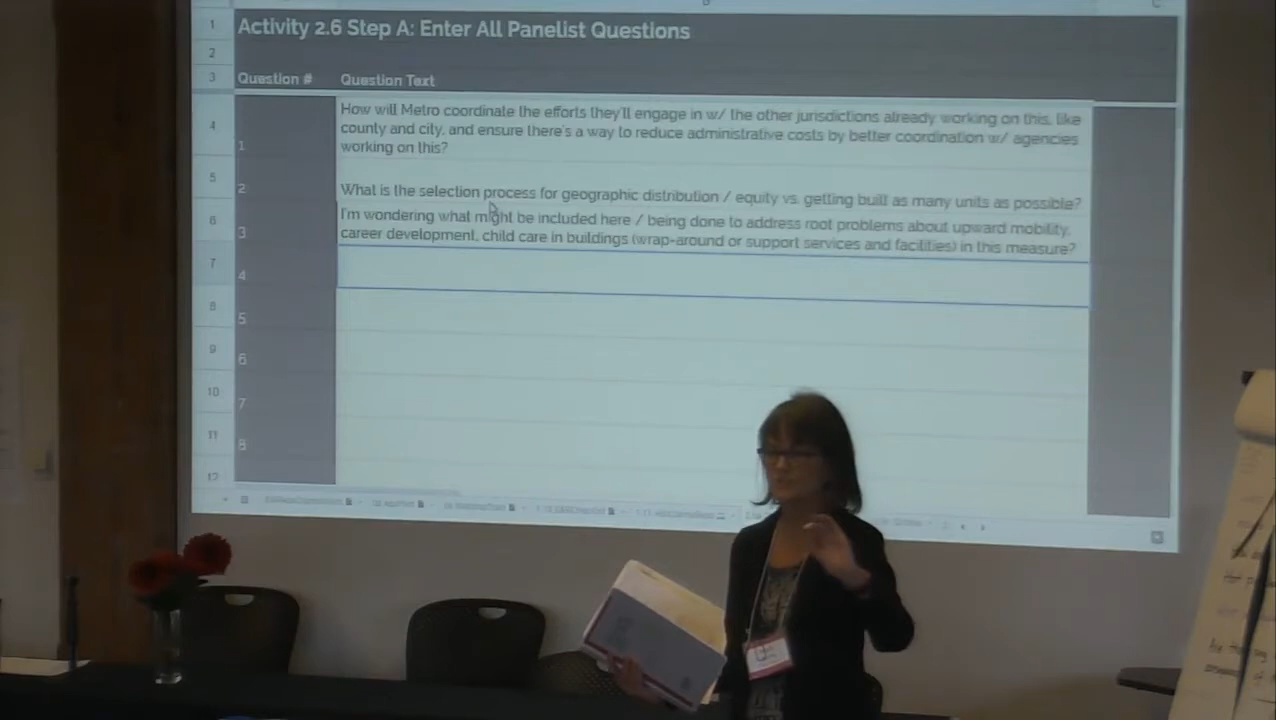 1 Activity 2.6 Step A: Enter All Panelist Questions
2
3 Question # Question Text
4 1 How will Metro coordinate the efforts they'll engage in w/ the other jurisdictions already working on this, like
county and city, and ensure there's a way to reduce administrative costs by better coordination w/ agencies
working on this?
5 2 What is the selection process for geographic distribution / equity vs. getting built as many units as possible?
6 3 I'm wondering what might be included here / being done to address root problems about upward mobility,
career development, child care in buildings (wrap-around or support services and facilities) in this measure?
7 4
8 5
9 6
10 7
11 8
12